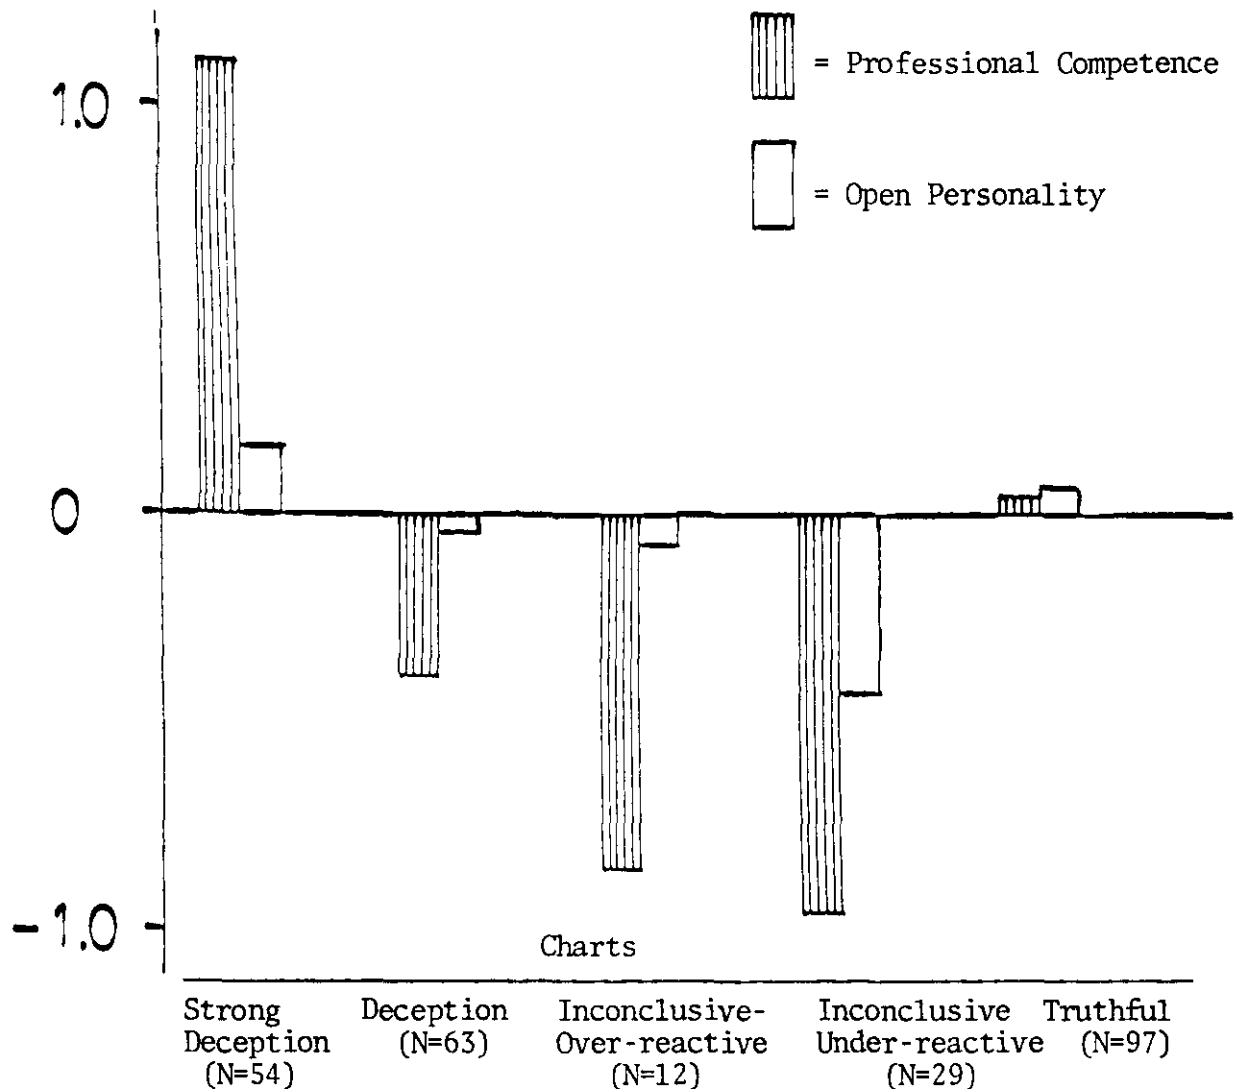 1.0
= Professional Competence
= Open Personality
0
-1.0
Charts
Strong Deception Inconclusive- Inconclusive Truthful
Deception (N=63) Over-reactive Under-reactive (N=97)
(N=54) (N=12) (N=29)